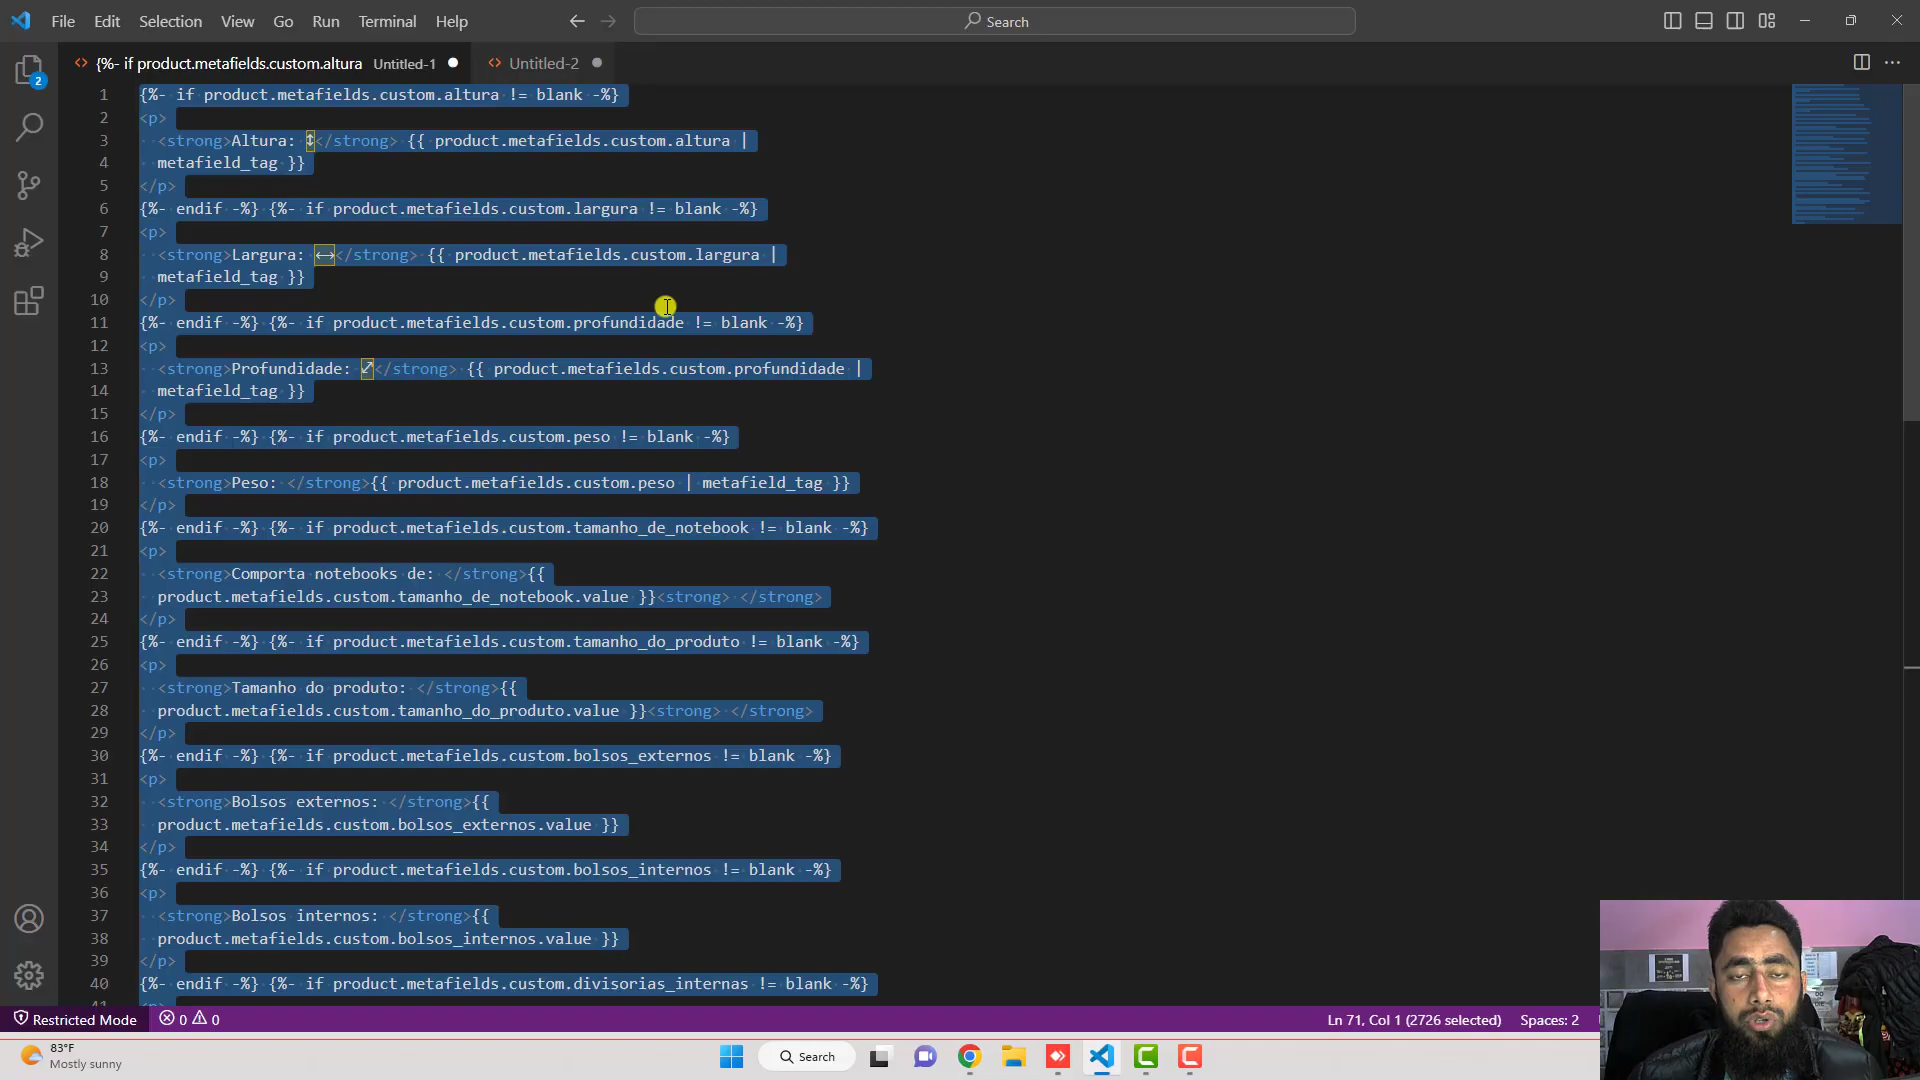 File Edit Selection View Go Run Terminal Help Search
{%- if product.metafields.custom.altura Untitled-1 Untitled-2
1 {%- if product.metafields.custom.altura != blank -%}
2 <p>
3 <strong>Altura: ↕</strong> {{ product.metafields.custom.altura |
4 metafield_tag }}
5 </p>
6 {%- endif -%} {%- if product.metafields.custom.largura != blank -%}
7 <p>
8 <strong>Largura: ↔</strong> {{ product.metafields.custom.largura |
9 metafield_tag }}
10 </p>
11 {%- endif -%} {%- if product.metafields.custom.profundidade != blank -%}
12 <p>
13 <strong>Profundidade: ⤢</strong> {{ product.metafields.custom.profundidade |
14 metafield_tag }}
15 </p>
16 {%- endif -%} {%- if product.metafields.custom.peso != blank -%}
17 <p>
18 <strong>Peso: </strong>{{ product.metafields.custom.peso | metafield_tag }}
19 </p>
20 {%- endif -%} {%- if product.metafields.custom.tamanho_de_notebook != blank -%}
21 <p>
22 <strong>Comporta notebooks de: </strong>{{
23 product.metafields.custom.tamanho_de_notebook.value }}<strong> </strong>
24 </p>
25 {%- endif -%} {%- if product.metafields.custom.tamanho_do_produto != blank -%}
26 <p>
27 <strong>Tamanho do produto: </strong>{{
28 product.metafields.custom.tamanho_do_produto.value }}<strong> </strong>
29 </p>
30 {%- endif -%} {%- if product.metafields.custom.bolsos_externos != blank -%}
31 <p>
32 <strong>Bolsos externos: </strong>{{
33 product.metafields.custom.bolsos_externos.value }}
34 </p>
35 {%- endif -%} {%- if product.metafields.custom.bolsos_internos != blank -%}
36 <p>
37 <strong>Bolsos internos: </strong>{{
38 product.metafields.custom.bolsos_internos.value }}
39 </p>
40 {%- endif -%} {%- if product.metafields.custom.divisorias_internas != blank -%}
2
Restricted Mode 0 0 Ln 71, Col 1 (2726 selected) Spaces: 2
83°F
Mostly sunny
Search